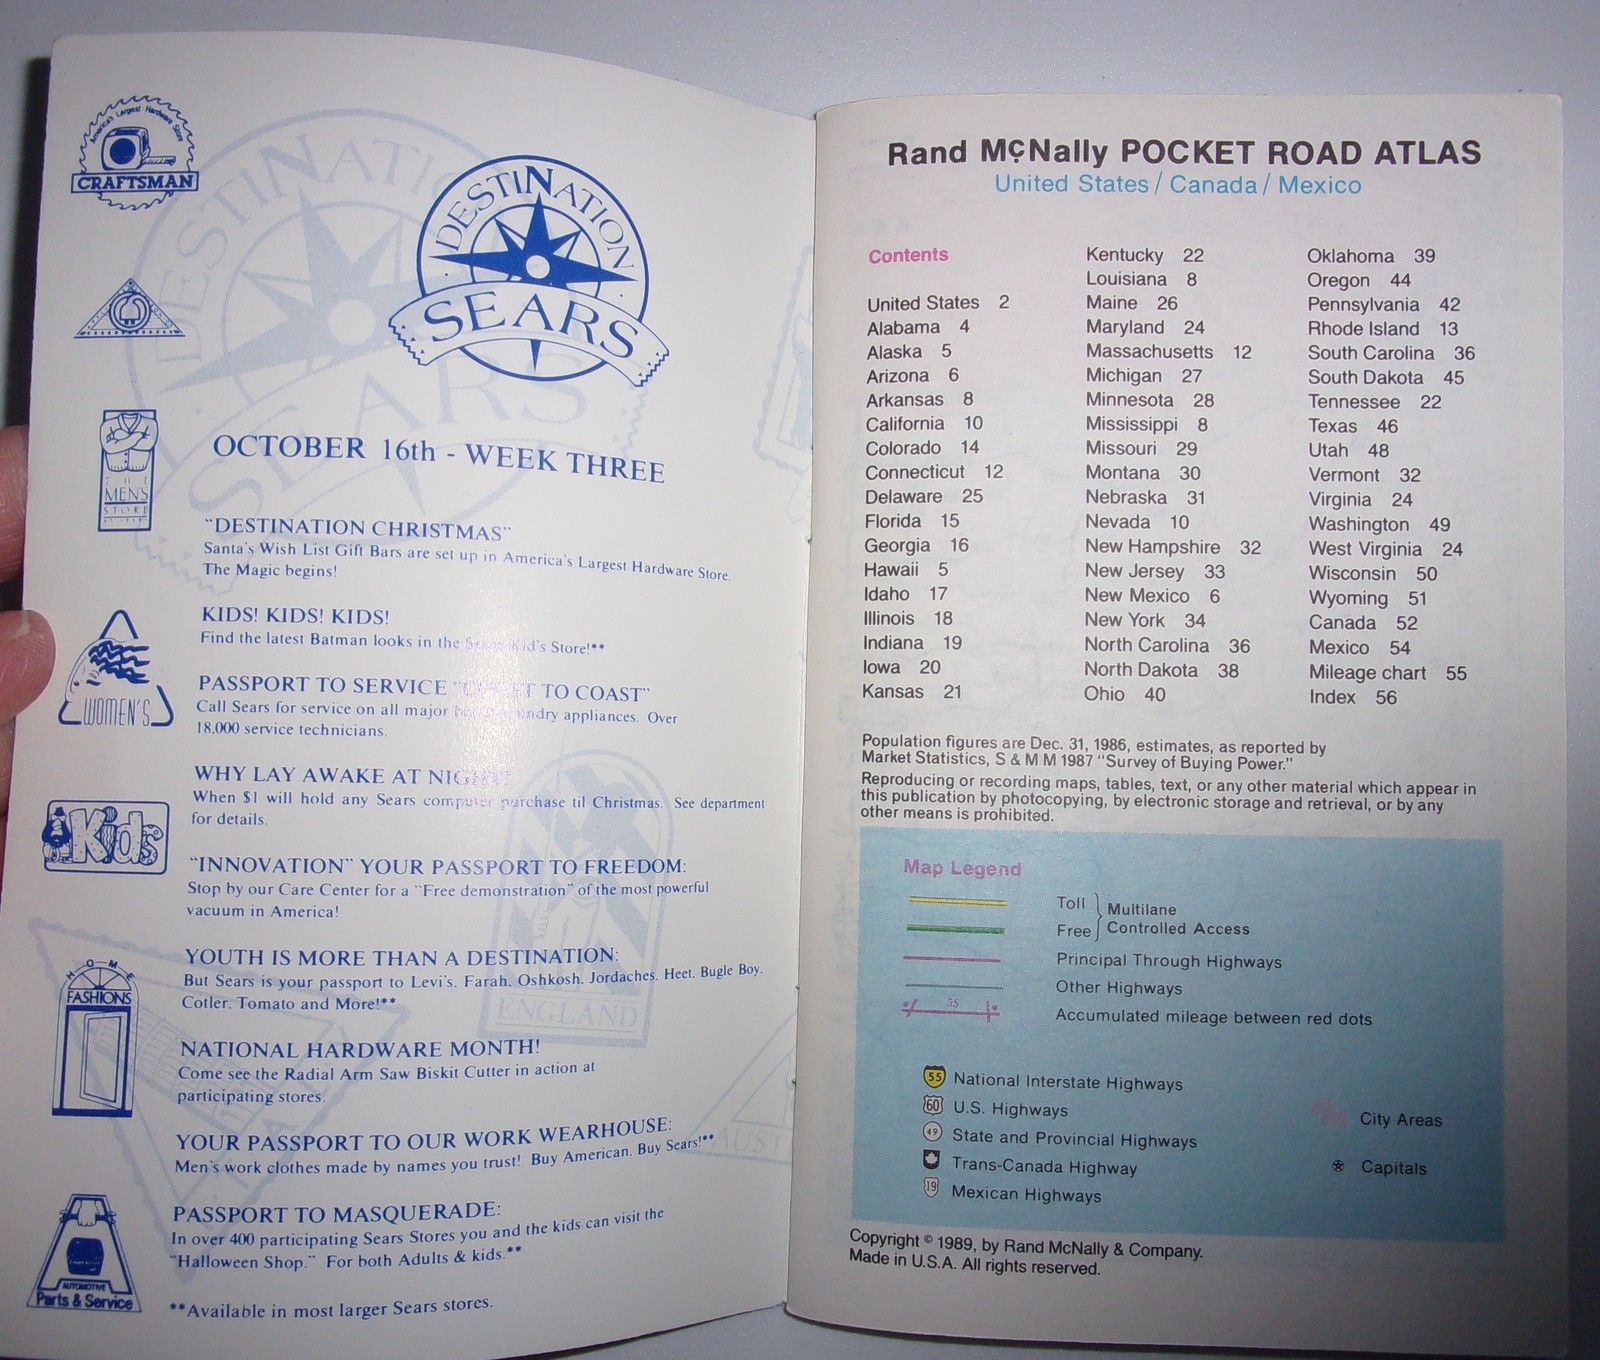 America's Largest Hardware Store
CRAFTSMAN
DESTINATION
SEARS
DESTINATION
SEARS
OCTOBER 16th - WEEK THREE
THE
MEN'S
STORE
"DESTINATION CHRISTMAS"
Santa's Wish List Gift Bars are set up in America's Largest Hardware Store.
The Magic begins!
KIDS! KIDS! KIDS!
Find the latest Batman looks in the Sears Kid's Store!**
WOMEN'S
PASSPORT TO SERVICE "COAST TO COAST"
Call Sears for service on all major laundry appliances. Over
18,000 service technicians.
WHY LAY AWAKE AT NIGHT?
When $1 will hold any Sears computer purchase til Christmas. See department
for details.
Kids
"INNOVATION" YOUR PASSPORT TO FREEDOM:
Stop by our Care Center for a "Free demonstration" of the most powerful
vacuum in America!
YOUTH IS MORE THAN A DESTINATION:
But Sears is your passport to Levi's, Farah, Oshkosh, Jordaches, Heet, Bugle Boy,
Cotler, Tomato and More!**
HOME
FASHIONS
ENGLAND
NATIONAL HARDWARE MONTH!
Come see the Radial Arm Saw Biskit Cutter in action at
participating stores.
YOUR PASSPORT TO OUR WORK WEARHOUSE:
Men's work clothes made by names you trust! Buy American. Buy Sears!**
AUST
PASSPORT TO MASQUERADE:
In over 400 participating Sears Stores you and the kids can visit the
"Halloween Shop." For both Adults & kids.**
AUTOMOTIVE
Parts & Service
**Available in most larger Sears stores.
Rand McNally POCKET ROAD ATLAS
United States / Canada / Mexico
Contents
United States 2
Alabama 4
Alaska 5
Arizona 6
Arkansas 8
California 10
Colorado 14
Connecticut 12
Delaware 25
Florida 15
Georgia 16
Hawaii 5
Idaho 17
Illinois 18
Indiana 19
Iowa 20
Kansas 21
Kentucky 22
Louisiana 8
Maine 26
Maryland 24
Massachusetts 12
Michigan 27
Minnesota 28
Mississippi 8
Missouri 29
Montana 30
Nebraska 31
Nevada 10
New Hampshire 32
New Jersey 33
New Mexico 6
New York 34
North Carolina 36
North Dakota 38
Ohio 40
Oklahoma 39
Oregon 44
Pennsylvania 42
Rhode Island 13
South Carolina 36
South Dakota 45
Tennessee 22
Texas 46
Utah 48
Vermont 32
Virginia 24
Washington 49
West Virginia 24
Wisconsin 50
Wyoming 51
Canada 52
Mexico 54
Mileage chart 55
Index 56
Population figures are Dec. 31, 1986, estimates, as reported by
Market Statistics, S & M M 1987 "Survey of Buying Power."
Reproducing or recording maps, tables, text, or any other material which appear in
this publication by photocopying, by electronic storage and retrieval, or by any
other means is prohibited.
Map Legend
Toll
Free
Multilane
Controlled Access
Principal Through Highways
Other Highways
35
Accumulated mileage between red dots
55 National Interstate Highways
60 U.S. Highways
49 State and Provincial Highways
Trans-Canada Highway
19 Mexican Highways
City Areas
Capitals
Copyright © 1989, by Rand McNally & Company.
Made in U.S.A. All rights reserved.